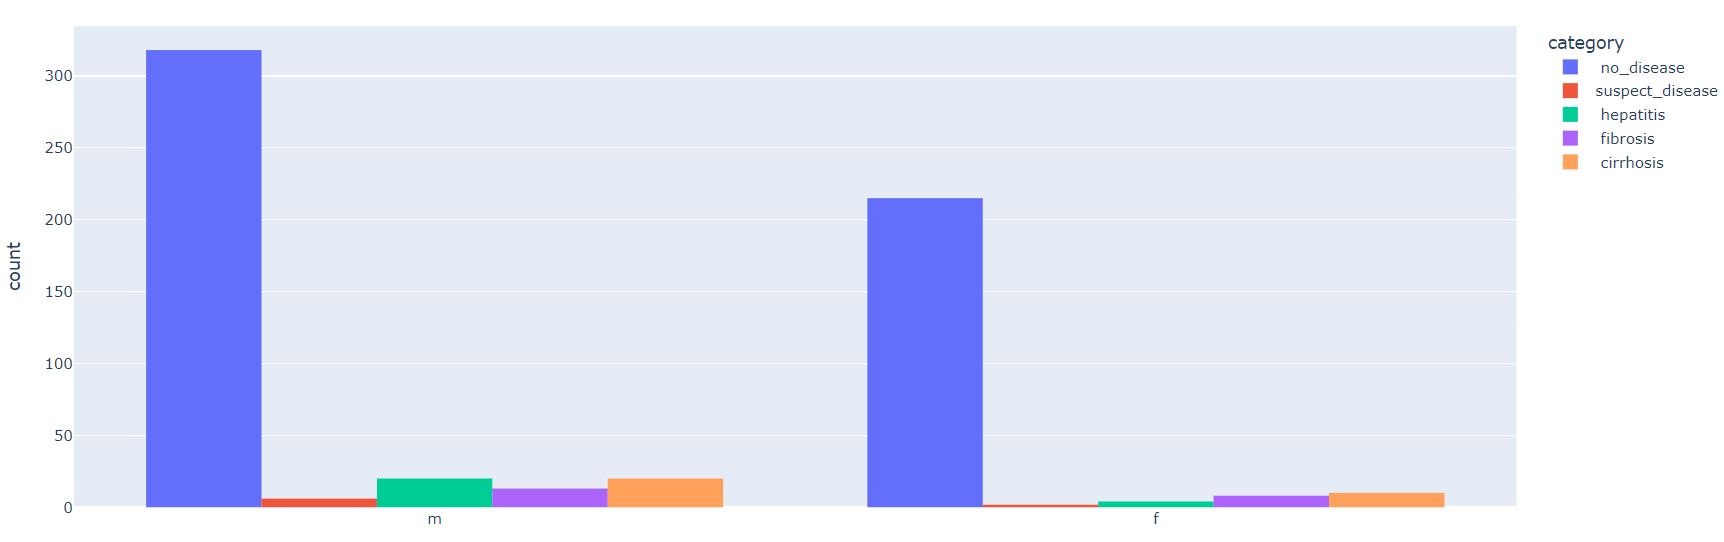 category
no_disease
suspect_disease
hepatitis
fibrosis
cirrhosis
count
300
250
200
150
100
50
0
m
f